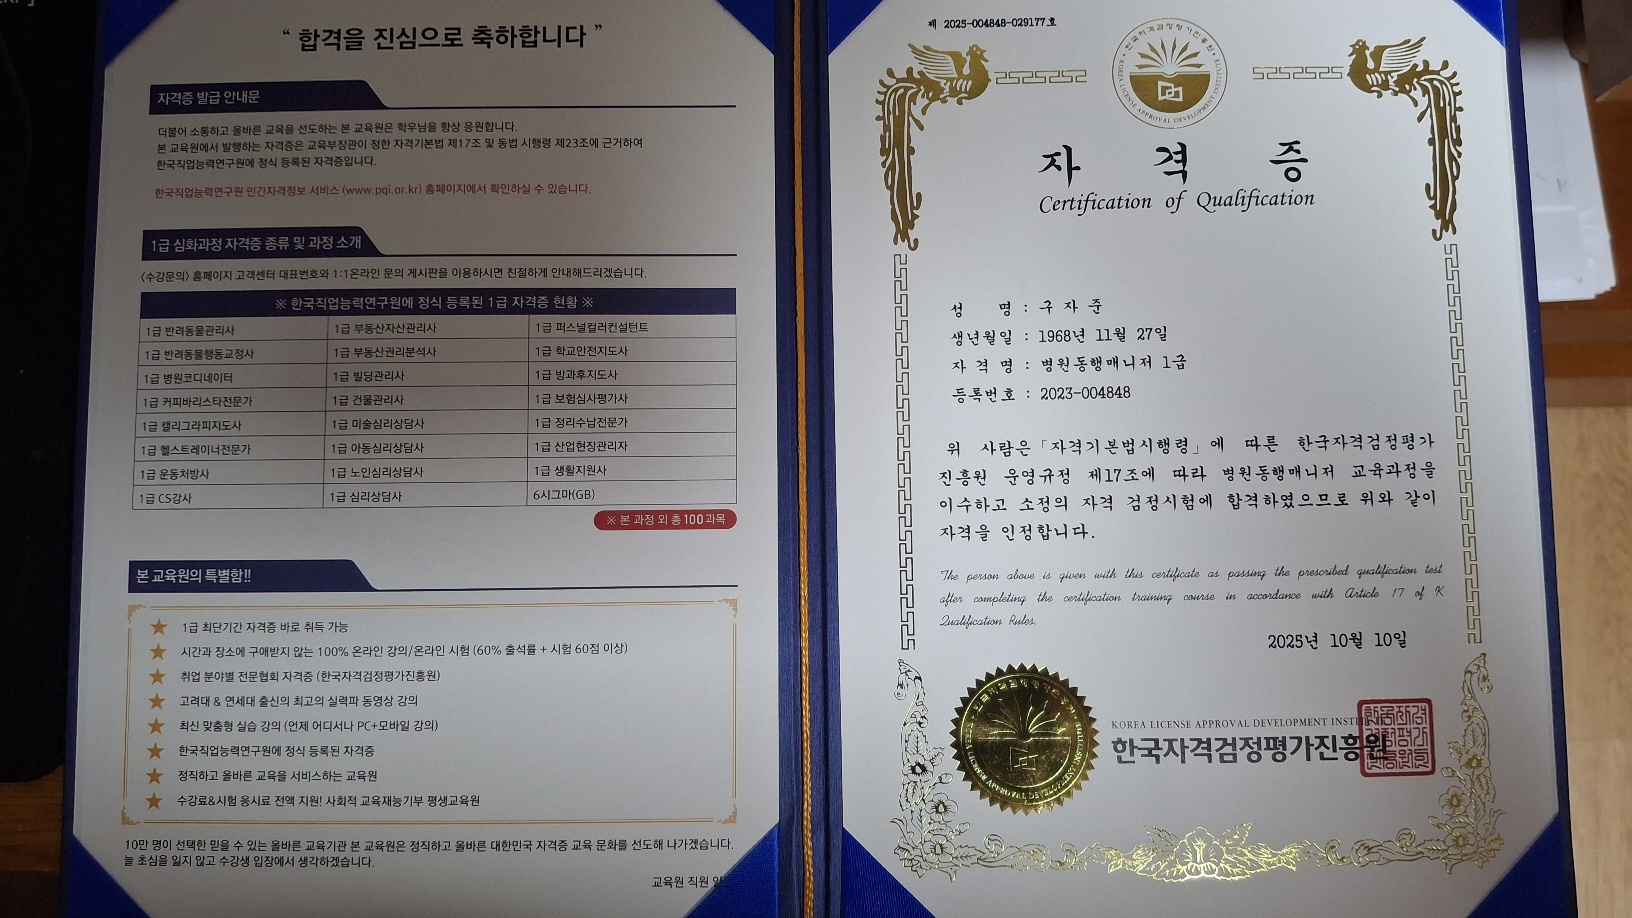 “ 합격을 진심으로 축하합니다 ”
자격증 발급 안내문
더불어 소통하고 올바른 교육을 선도하는 본 교육원은 학우님을 항상 응원합니다.
본 교육원에서 발행하는 자격증은 교육부장관이 정한 자격기본법 제17조 및 동법 시행령 제23조에 근거하여
한국직업능력연구원에 정식 등록된 자격증입니다.
한국직업능력연구원 민간자격정보 서비스 (www.pqi.or.kr) 홈페이지에서 확인하실 수 있습니다.
1급 심화과정 자격증 종류 및 과정 소개
<수강문의> 홈페이지 고객센터 대표번호와 1:1온라인 문의 게시판을 이용하시면 친절하게 안내해드리겠습니다.
※ 한국직업능력연구원에 정식 등록된 1급 자격증 현황 ※
1급 반려동물관리사 1급 부동산자산관리사 1급 퍼스널컬러컨설턴트
1급 반려동물행동교정사 1급 부동산권리분석사 1급 학교안전지도사
1급 병원코디네이터 1급 빌딩관리사 1급 방과후지도사
1급 커피바리스타전문가 1급 건물관리사 1급 보험심사평가사
1급 캘리그라피지도사 1급 미술심리상담사 1급 정리수납전문가
1급 헬스트레이너전문가 1급 아동심리상담사 1급 산업현장관리자
1급 운동처방사 1급 노인심리상담사 1급 생활지원사
1급 CS강사 1급 심리상담사 6시그마(GB)
※ 본 과정 외 총 100과목
본 교육원의 특별함!!
1급 최단기간 자격증 바로 취득 가능
시간과 장소에 구애받지 않는 100% 온라인 강의/온라인 시험 (60% 출석률 + 시험 60점 이상)
취업 분야별 전문협회 자격증 (한국자격검정평가진흥원)
고려대 & 연세대 출신의 최고의 실력파 동영상 강의
최신 맞춤형 실습 강의 (언제 어디서나 PC+모바일 강의)
한국직업능력연구원에 정식 등록된 자격증
정직하고 올바른 교육을 서비스하는 교육원
수강료&시험 응시료 전액 지원! 사회적 교육재능기부 평생교육원
10만 명이 선택한 믿을 수 있는 올바른 교육기관 본 교육원은 정직하고 올바른 대한민국 자격증 교육 문화를 선도해 나가겠습니다.
늘 초심을 잃지 않고 수강생 입장에서 생각하겠습니다.
교육원 직원
제 2025-004848-029177호
한국자격검정평가진흥원
KOREA LICENSE APPROVAL DEVELOPMENT INSTITUTE
자 격 증
Certification of Qualification
성 명 : 구 자 준
생년월일 : 1968년 11월 27일
자 격 명 : 병원동행매니저 1급
등록번호 : 2023-004848
위 사람은「자격기본법시행령」에 따른 한국자격검정평가
진흥원 운영규정 제17조에 따라 병원동행매니저 교육과정을
이수하고 소정의 자격 검정시험에 합격하였으므로 위와 같이
자격을 인정합니다.
The person above is given with this certificate as passing the prescribed qualification test
after completing the certification training course in accordance with Article 17 of K
Qualification Rules.
2025년 10월 10일
한국자격검정평가진흥원
KOREA LICENSE APPROVAL DEVELOPMENT INSTITUTE
KOREA LICENSE APPROVAL DEVELOPMENT
한국자격검정평가진흥원